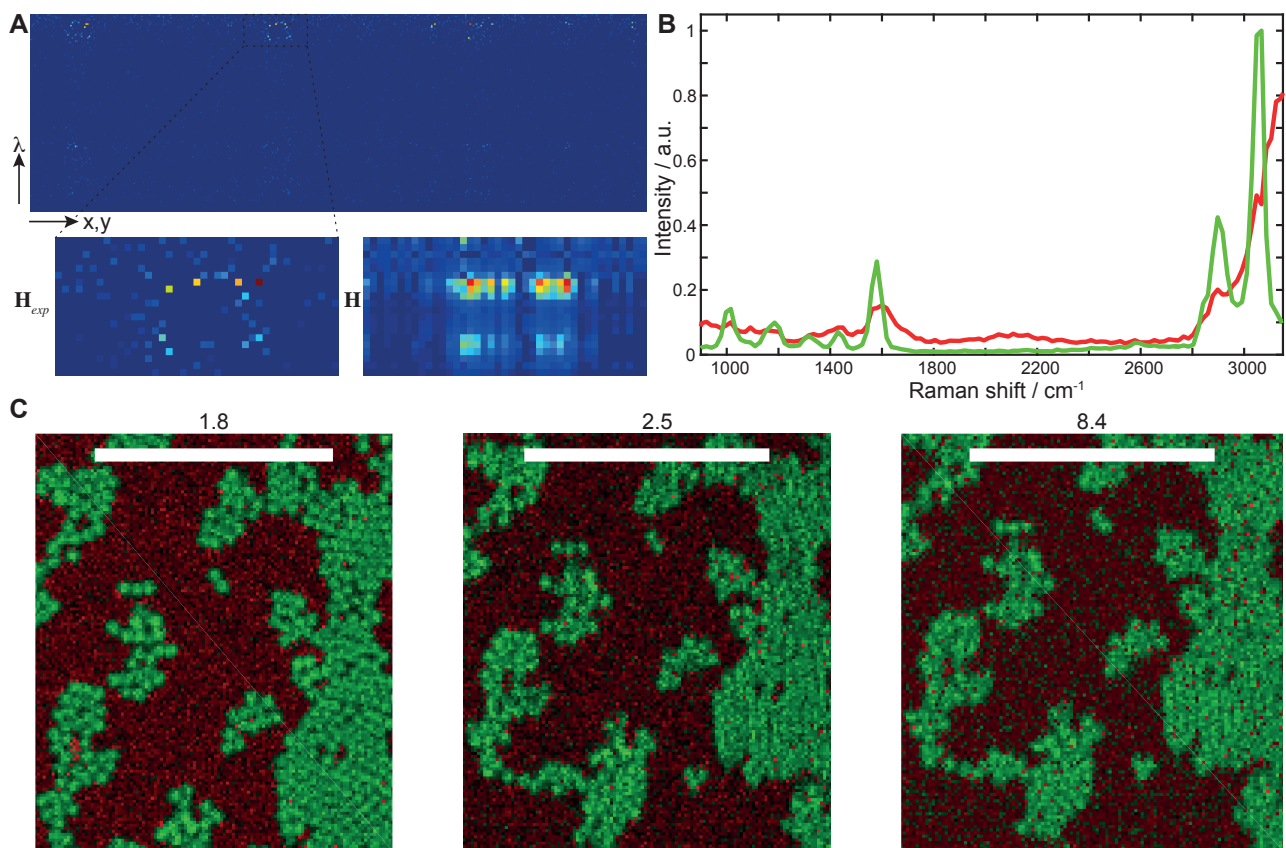 A
λ
x,y
H_exp
H
B
Intensity / a.u.
1
0.8
0.6
0.4
0.2
0
1000 1400 1800 2200 2600 3000
Raman shift / cm⁻¹
C
1.8 2.5 8.4